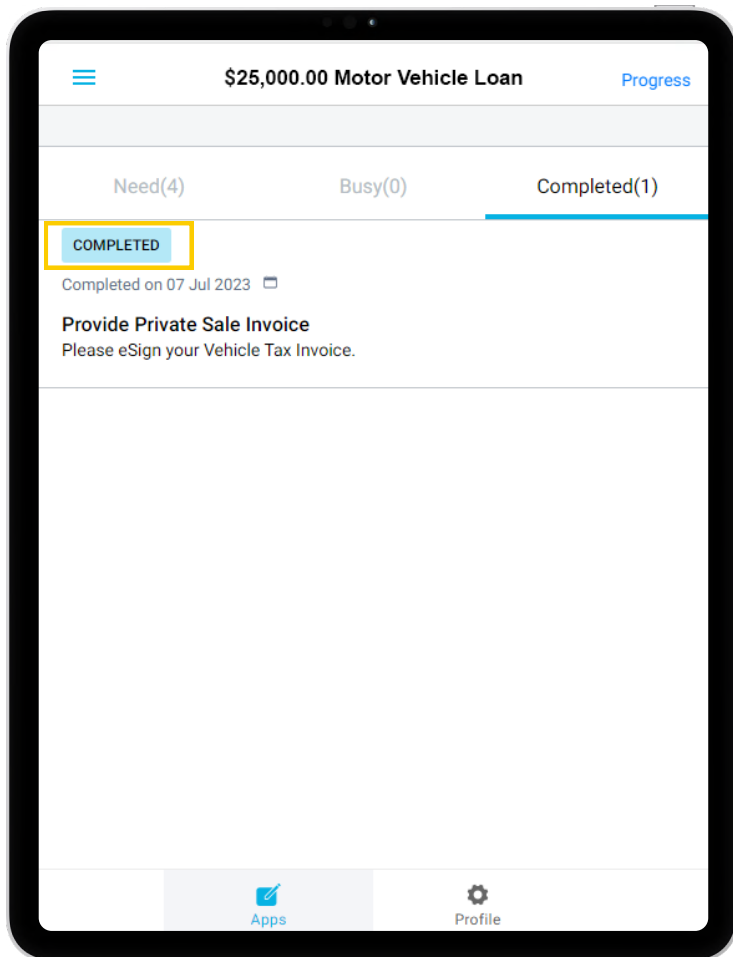 $25,000.00 Motor Vehicle Loan
Progress
Need(4)
Busy(0)
Completed(1)
COMPLETED
Completed on 07 Jul 2023
Provide Private Sale Invoice
Please eSign your Vehicle Tax Invoice.
Apps
Profile